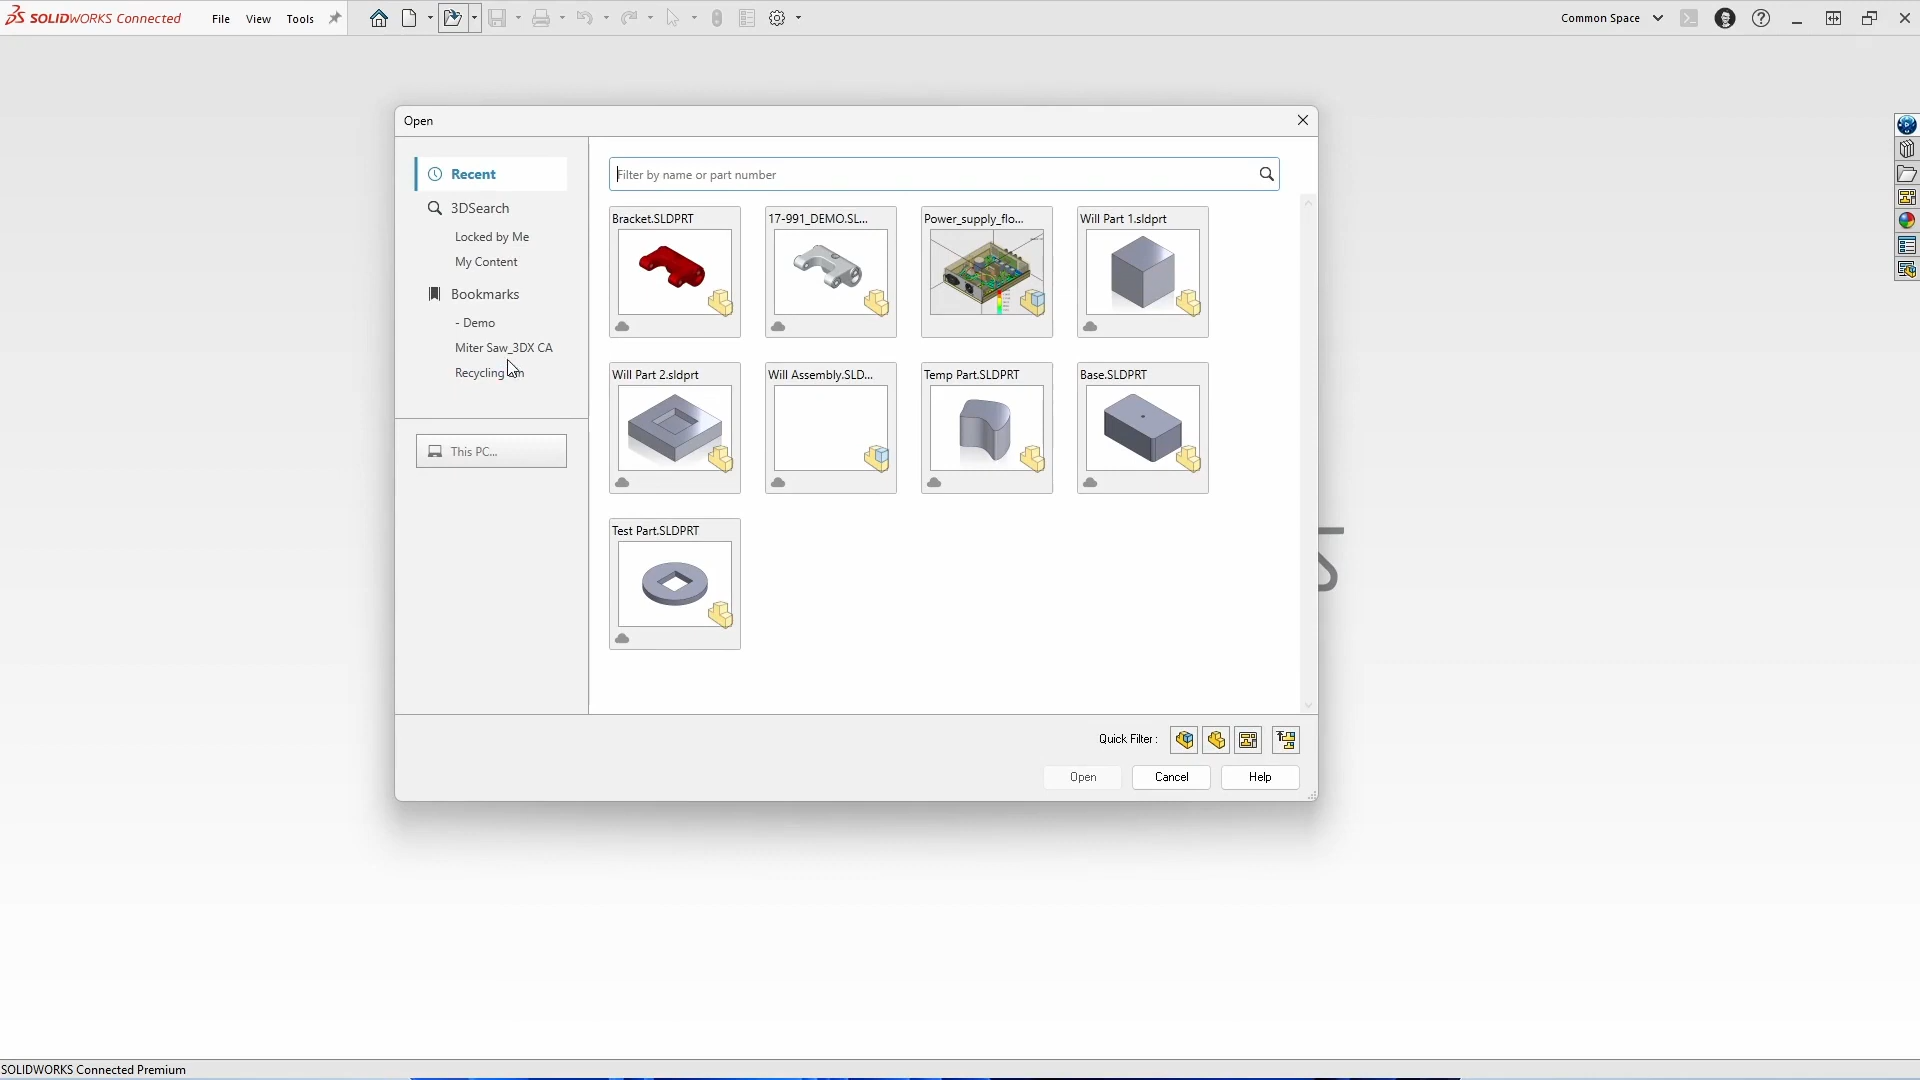 SOLIDWORKS Connected
File
View
Tools
Common Space
Open
Recent
3DSearch
Locked by Me
My Content
Bookmarks
- Demo
Miter Saw_3DX CA
Recycling
This PC...
Filter by name or part number
Bracket.SLDPRT
17-991_DEMO.SL...
Power_supply_flo...
Will Part 1.sldprt
Will Part 2.sldprt
Will Assembly.SLD...
Temp Part.SLDPRT
Base.SLDPRT
Test Part.SLDPRT
Quick Filter :
Open
Cancel
Help
SOLIDWORKS Connected Premium